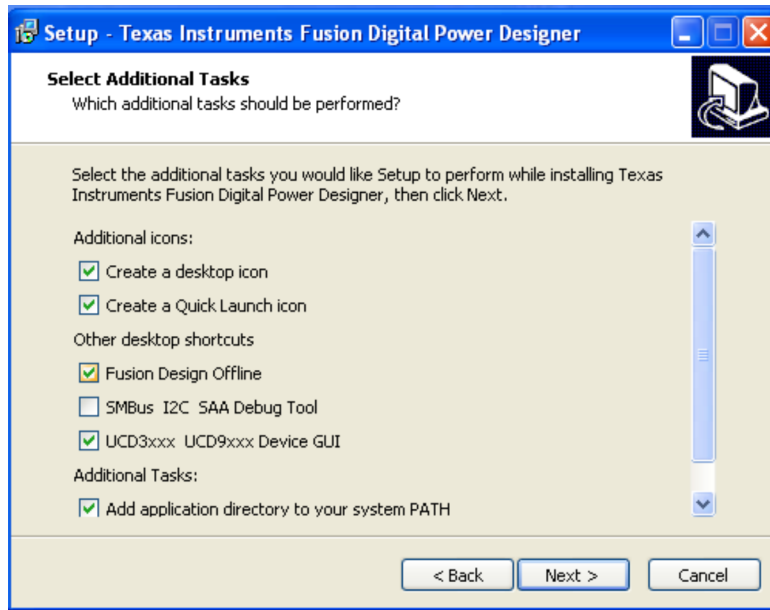 Setup - Texas Instruments Fusion Digital Power Designer
Select Additional Tasks
Which additional tasks should be performed?
Select the additional tasks you would like Setup to perform while installing Texas
Instruments Fusion Digital Power Designer, then click Next.
Additional icons:
Create a desktop icon
Create a Quick Launch icon
Other desktop shortcuts
Fusion Design Offline
SMBus I2C SAA Debug Tool
UCD3xxx UCD9xxx Device GUI
Additional Tasks:
Add application directory to your system PATH
< Back
Next >
Cancel